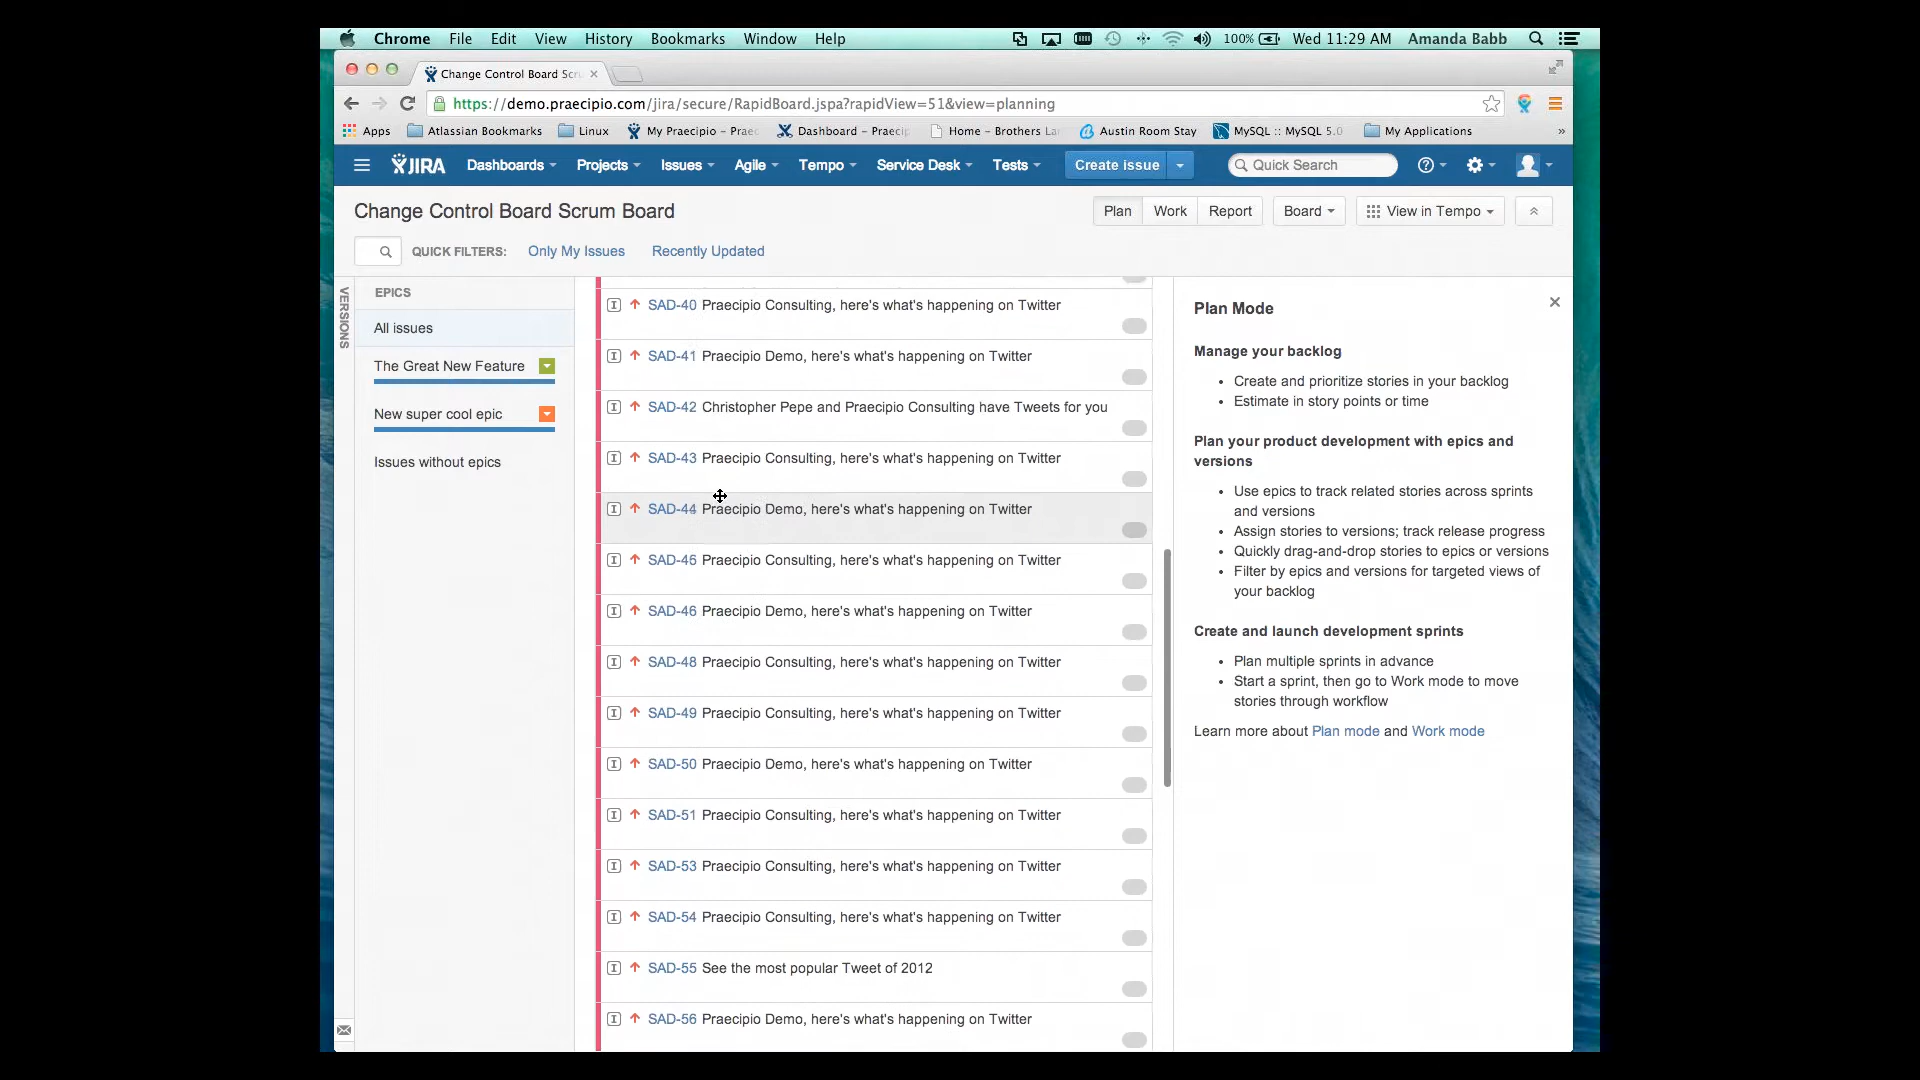 Chrome File Edit View History Bookmarks Window Help 100% Wed 11:29 AM Amanda Babb
Change Control Board Scru
https://demo.praecipio.com/jira/secure/RapidBoard.jspa?rapidView=51&view=planning
Apps Atlassian Bookmarks Linux My Praecipio – Prae Dashboard – Praecip Home – Brothers La Austin Room Stay MySQL :: MySQL 5.0 My Applications »
JIRA Dashboards Projects Issues Agile Tempo Service Desk Tests Create issue Quick Search
Change Control Board Scrum Board Plan Work Report Board View in Tempo
QUICK FILTERS: Only My Issues Recently Updated
VERSIONS
EPICS
All issues
The Great New Feature
New super cool epic
Issues without epics
SAD-40 Praecipio Consulting, here's what's happening on Twitter
SAD-41 Praecipio Demo, here's what's happening on Twitter
SAD-42 Christopher Pepe and Praecipio Consulting have Tweets for you
SAD-43 Praecipio Consulting, here's what's happening on Twitter
SAD-44 Praecipio Demo, here's what's happening on Twitter
SAD-46 Praecipio Consulting, here's what's happening on Twitter
SAD-46 Praecipio Demo, here's what's happening on Twitter
SAD-48 Praecipio Consulting, here's what's happening on Twitter
SAD-49 Praecipio Consulting, here's what's happening on Twitter
SAD-50 Praecipio Demo, here's what's happening on Twitter
SAD-51 Praecipio Consulting, here's what's happening on Twitter
SAD-53 Praecipio Consulting, here's what's happening on Twitter
SAD-54 Praecipio Consulting, here's what's happening on Twitter
SAD-55 See the most popular Tweet of 2012
SAD-56 Praecipio Demo, here's what's happening on Twitter
Plan Mode
Manage your backlog
• Create and prioritize stories in your backlog
• Estimate in story points or time
Plan your product development with epics and
versions
• Use epics to track related stories across sprints
and versions
• Assign stories to versions; track release progress
• Quickly drag-and-drop stories to epics or versions
• Filter by epics and versions for targeted views of
your backlog
Create and launch development sprints
• Plan multiple sprints in advance
• Start a sprint, then go to Work mode to move
stories through workflow
Learn more about Plan mode and Work mode